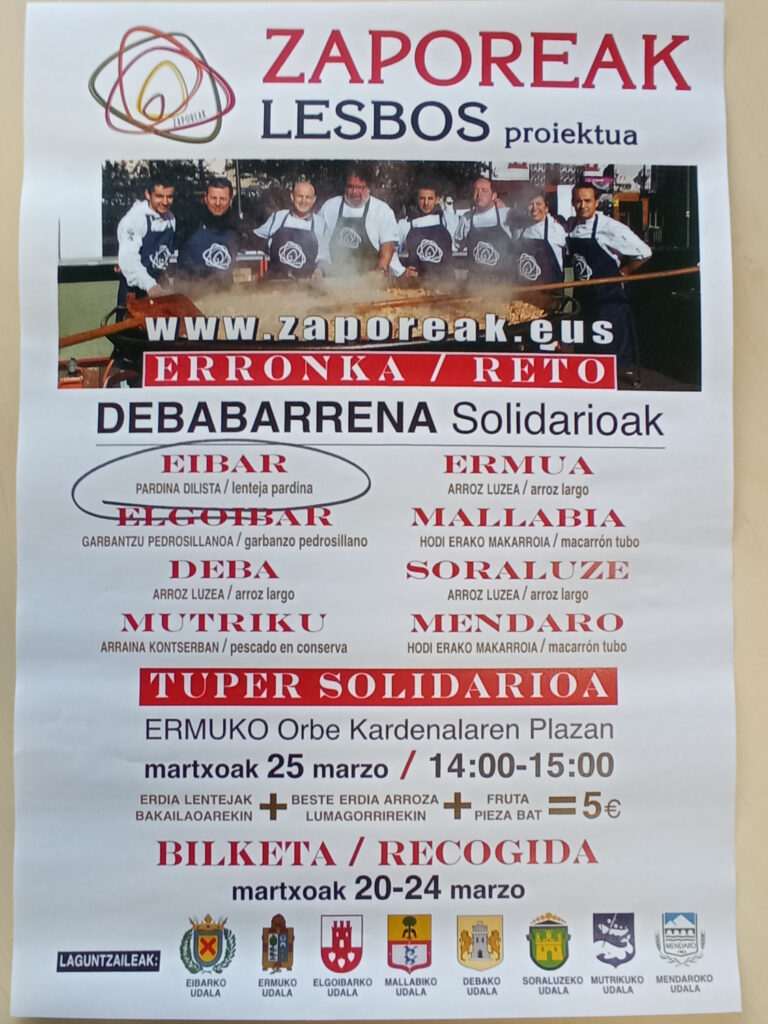 ZAPOREAK
ZAPOREAK
LESBOS proiektua
www.zaporeak.eus
ERRONKA / RETO
DEBABARRENA Solidarioak
EIBAR
PARDINA DILISTA / lenteja pardina
ERMUA
ARROZ LUZEA / arroz largo
ELGOIBAR
GARBANTZU PEDROSILLANOA / garbanzo pedrosillano
MALLABIA
HODI ERAKO MAKARROIA / macarrón tubo
DEBA
ARROZ LUZEA / arroz largo
SORALUZE
ARROZ LUZEA / arroz largo
MUTRIKU
ARRAINA KONTSERBAN / pescado en conserva
MENDARO
HODI ERAKO MAKARROIA / macarrón tubo
TUPER SOLIDARIOA
ERMUKO Orbe Kardenalaren Plazan
martxoak 25 marzo / 14:00-15:00
ERDIA LENTEJAK BAKAILAOAREKIN + BESTE ERDIA ARROZA LUMAGORRIREKIN + FRUTA PIEZA BAT = 5€
BILKETA / RECOGIDA
martxoak 20-24 marzo
LAGUNTZAILEAK:
EIBARKO UDALA
ERMUKO UDALA
ELGOIBARKO UDALA
MALLABIKO UDALA
DEBAKO UDALA
SORALUZEKO UDALA
MUTRIKUKO UDALA
MENDARO
MENDAROKO UDALA